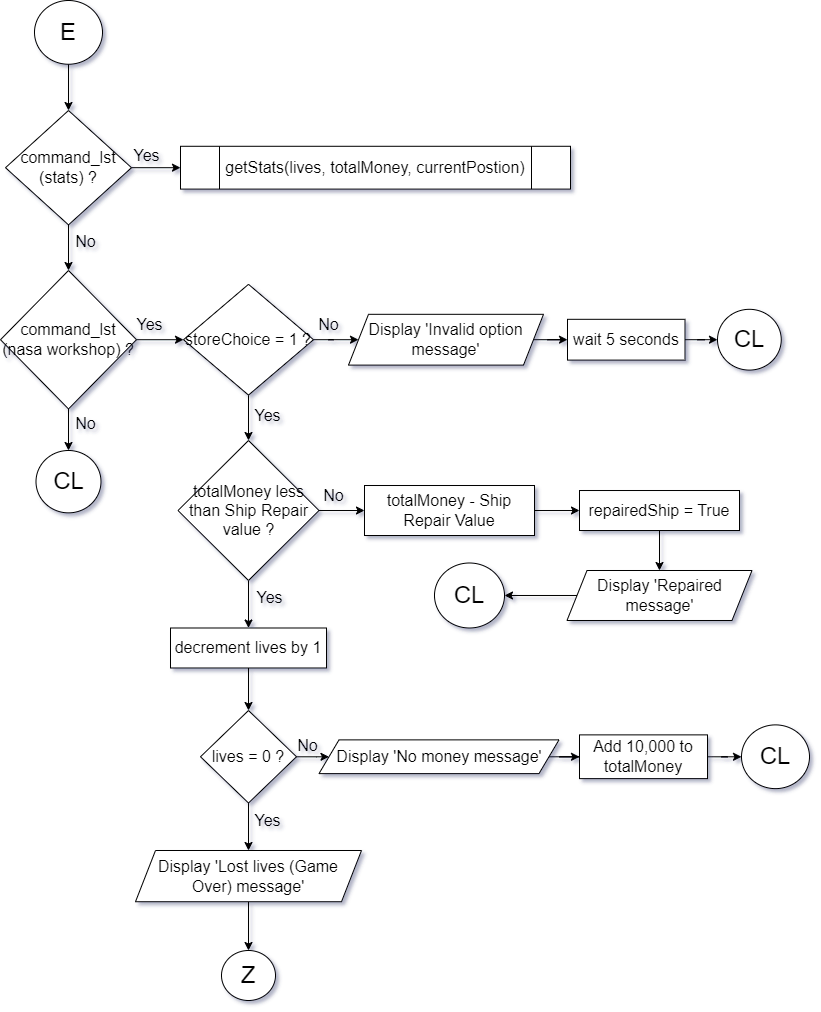 E
command_lst
(stats) ?
Yes
getStats(lives, totalMoney, currentPostion)
No
command_lst
(nasa workshop) ?
Yes
storeChoice = 1 ?
No
Display 'Invalid option
message'
wait 5 seconds
CL
No
CL
Yes
totalMoney less
than Ship Repair
value ?
No
totalMoney - Ship
Repair Value
repairedShip = True
Display 'Repaired
message'
CL
Yes
decrement lives by 1
lives = 0 ?
No
Display 'No money message'
Add 10,000 to
totalMoney
CL
Yes
Display 'Lost lives (Game
Over) message'
Z